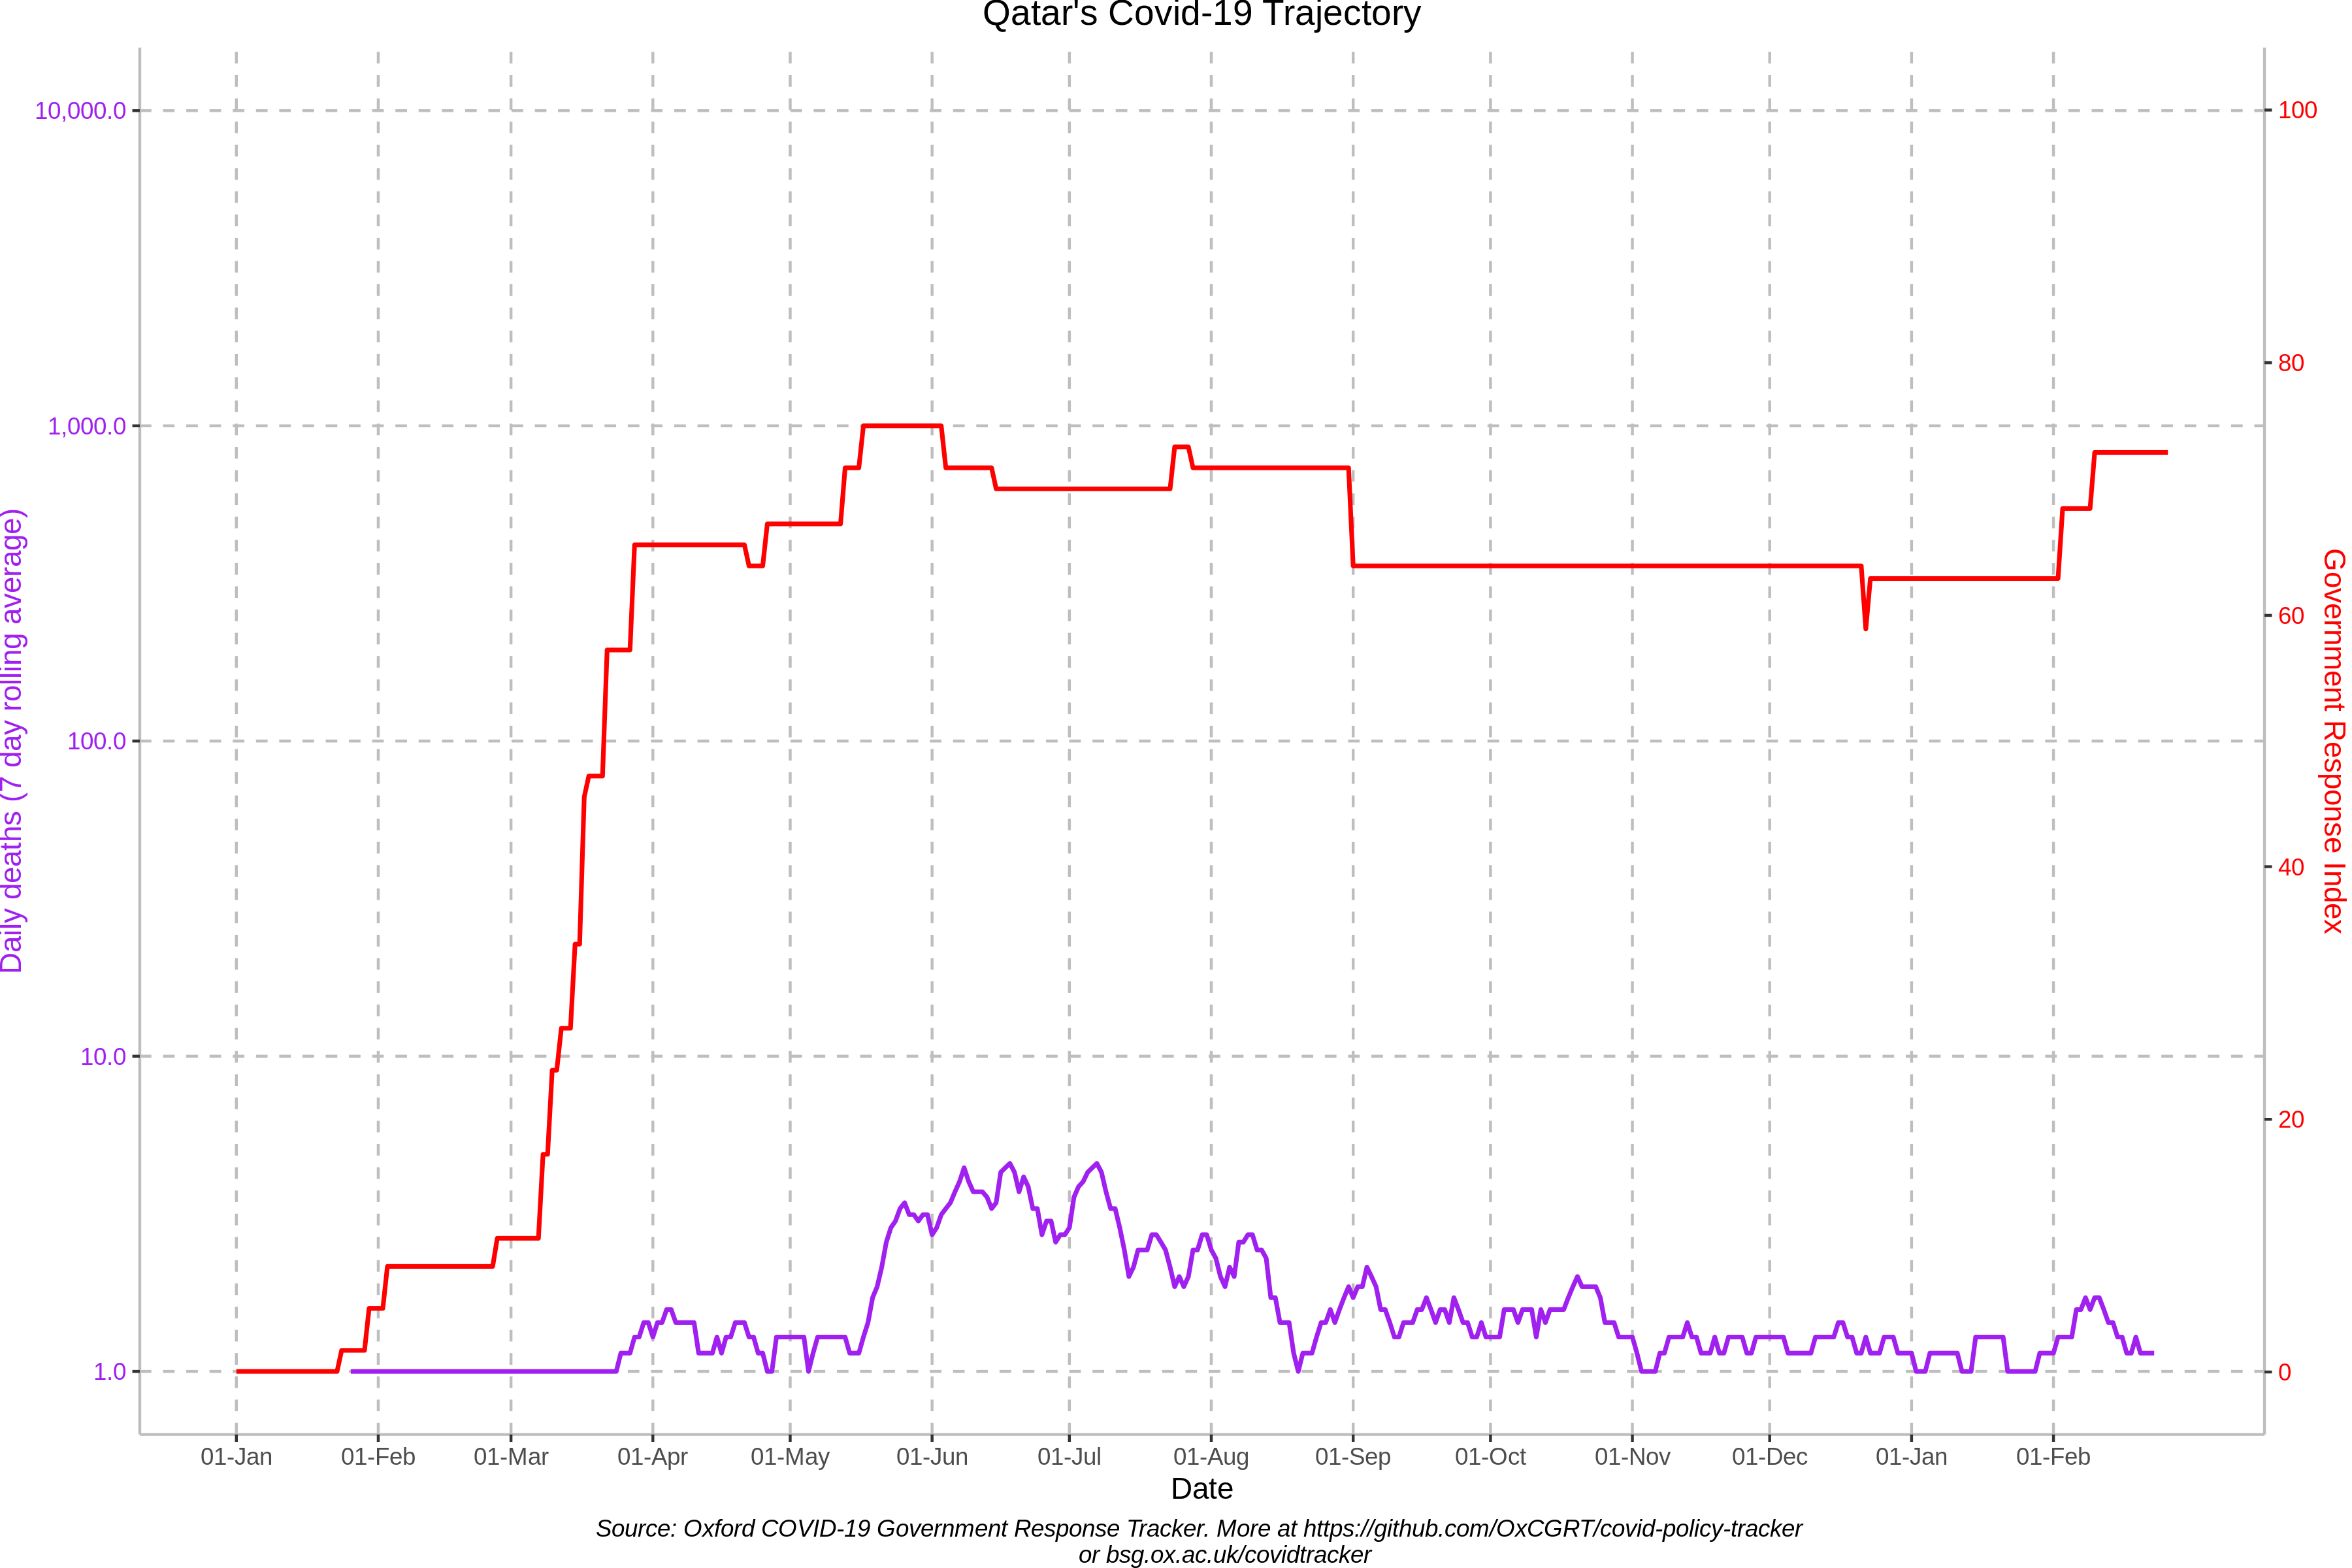 Qatar's Covid-19 Trajectory
10,000.0
1,000.0
100.0
10.0
1.0
Daily deaths (7 day rolling average)
100
80
60
40
20
0
Government Response Index
01-Jan
01-Feb
01-Mar
01-Apr
01-May
01-Jun
01-Jul
01-Aug
01-Sep
01-Oct
01-Nov
01-Dec
01-Jan
01-Feb
Date
Source: Oxford COVID-19 Government Response Tracker. More at https://github.com/OxCGRT/covid-policy-tracker
or bsg.ox.ac.uk/covidtracker